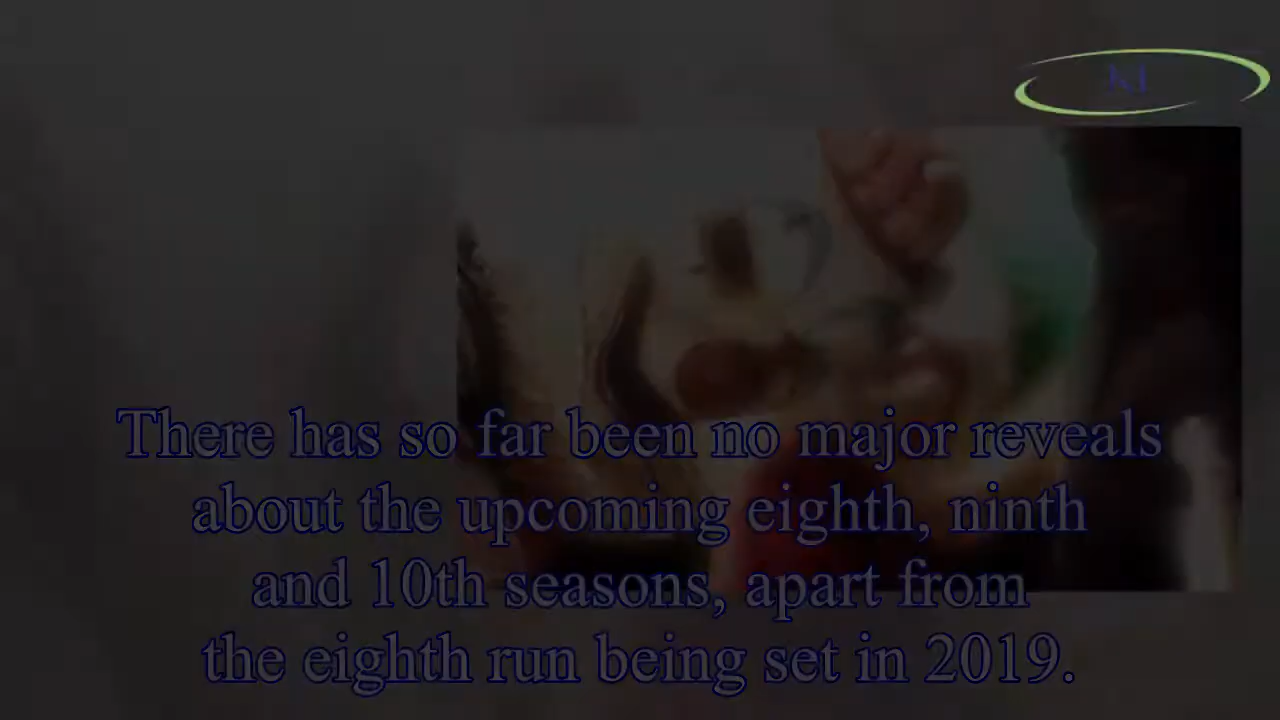 There has so far been no major reveals
about the upcoming eighth, ninth
and 10th seasons, apart from
the eighth run being set in 2019.